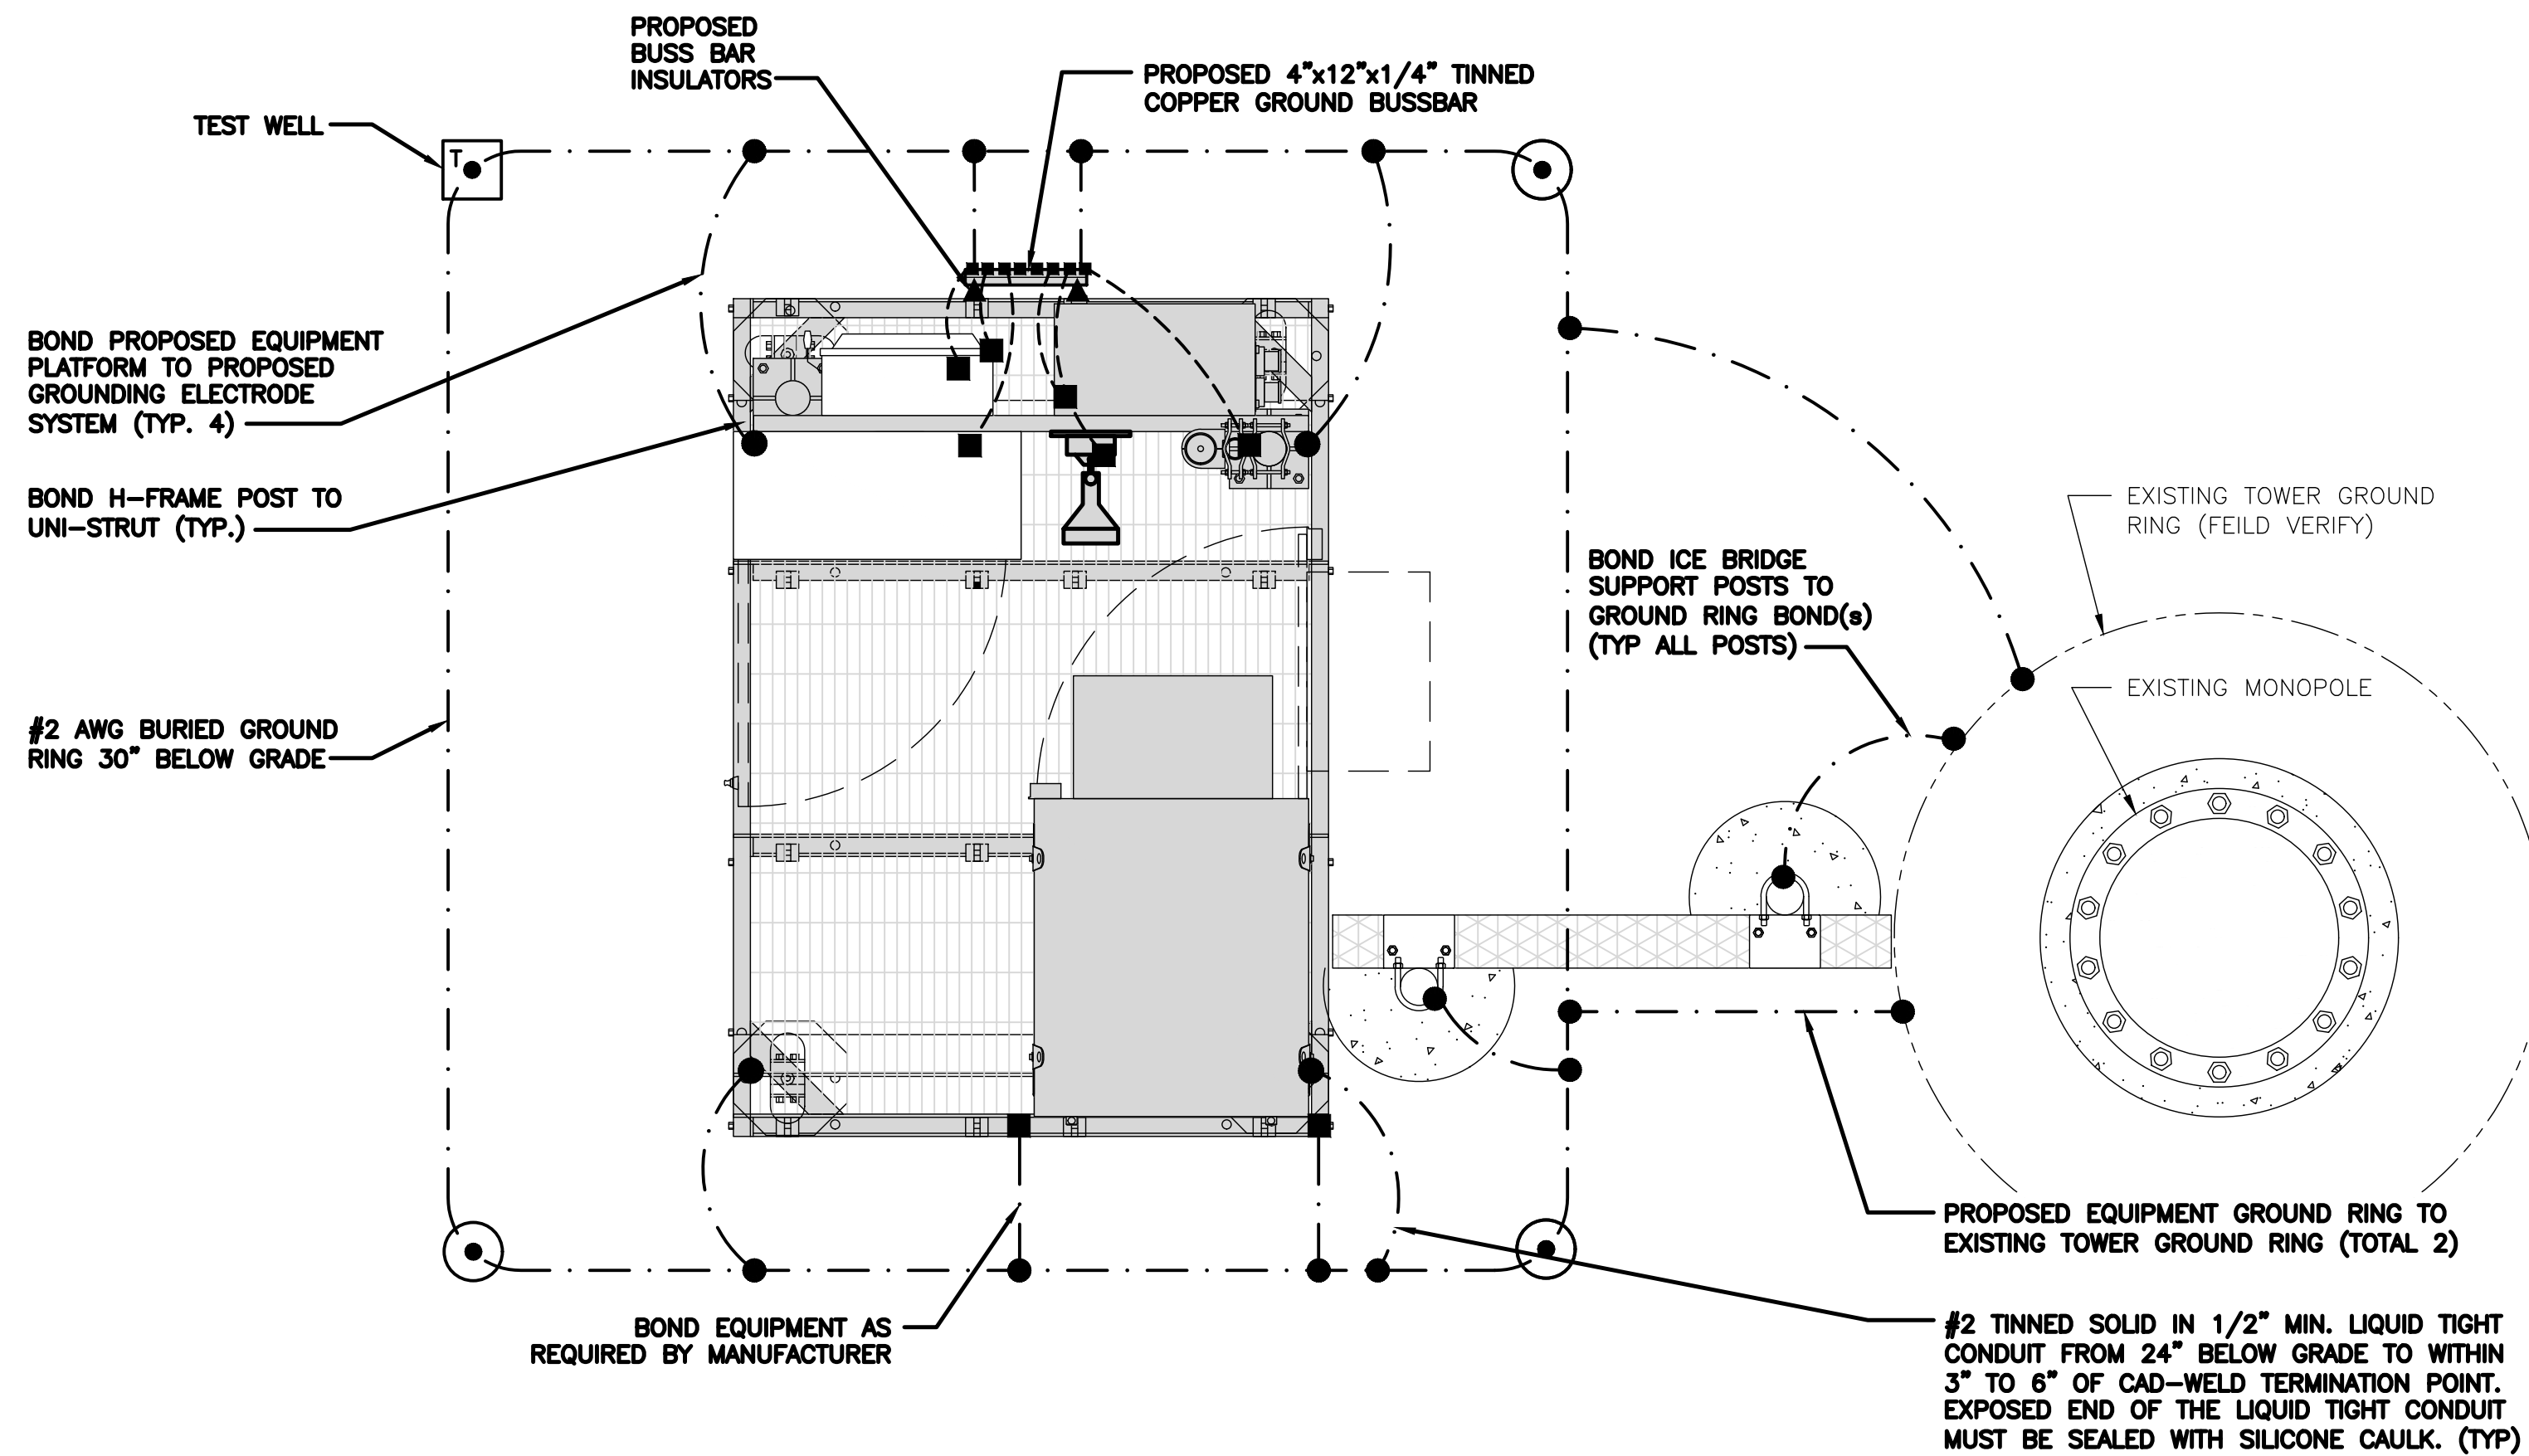 PROPOSED
BUSS BAR
INSULATORS
PROPOSED 4"x12"x1/4" TINNED
COPPER GROUND BUSSBAR
TEST WELL
T
BOND PROPOSED EQUIPMENT
PLATFORM TO PROPOSED
GROUNDING ELECTRODE
SYSTEM (TYP. 4)
BOND H-FRAME POST TO
UNI-STRUT (TYP.)
EXISTING TOWER GROUND
RING (FEILD VERIFY)
BOND ICE BRIDGE
SUPPORT POSTS TO
GROUND RING BOND(s)
(TYP ALL POSTS)
EXISTING MONOPOLE
#2 AWG BURIED GROUND
RING 30" BELOW GRADE
PROPOSED EQUIPMENT GROUND RING TO
EXISTING TOWER GROUND RING (TOTAL 2)
BOND EQUIPMENT AS
REQUIRED BY MANUFACTURER
#2 TINNED SOLID IN 1/2" MIN. LIQUID TIGHT
CONDUIT FROM 24" BELOW GRADE TO WITHIN
3" TO 6" OF CAD-WELD TERMINATION POINT.
EXPOSED END OF THE LIQUID TIGHT CONDUIT
MUST BE SEALED WITH SILICONE CAULK. (TYP)